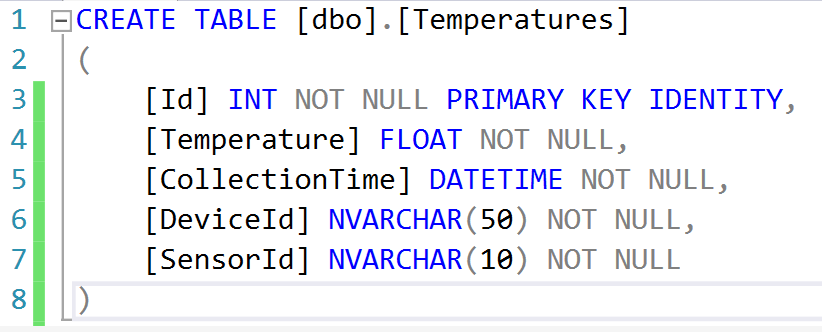 1 CREATE TABLE [dbo].[Temperatures]
2 (
3 [Id] INT NOT NULL PRIMARY KEY IDENTITY,
4 [Temperature] FLOAT NOT NULL,
5 [CollectionTime] DATETIME NOT NULL,
6 [DeviceId] NVARCHAR(50) NOT NULL,
7 [SensorId] NVARCHAR(10) NOT NULL
8 )